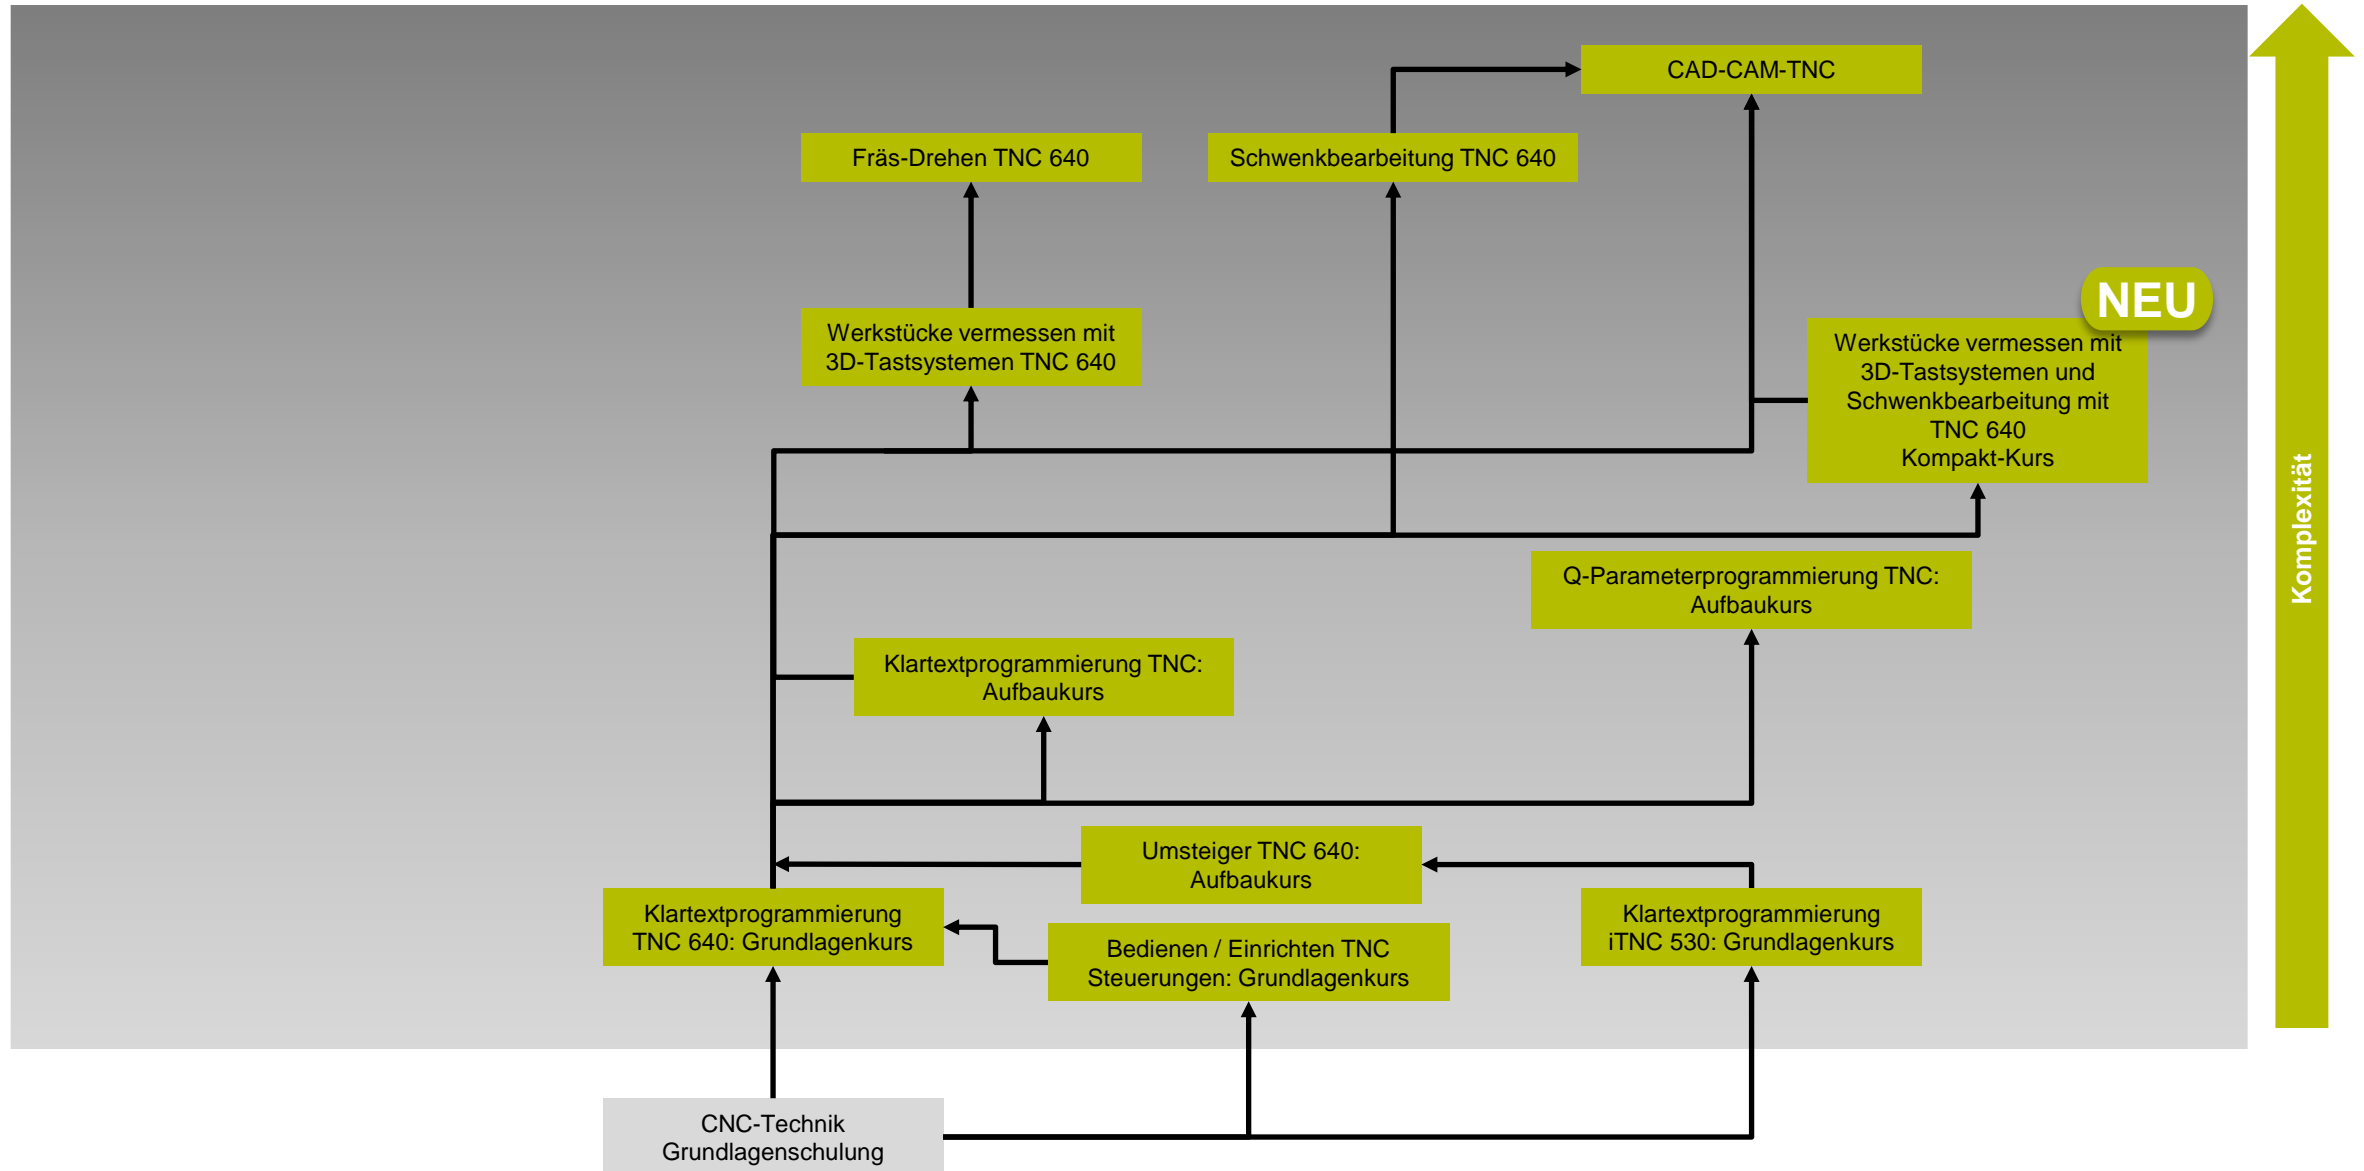 CAD-CAM-TNC
Fräs-Drehen TNC 640
Schwenkbearbeitung TNC 640
NEU
Werkstücke vermessen mit
3D-Tastsystemen TNC 640
Werkstücke vermessen mit
3D-Tastsystemen und
Schwenkbearbeitung mit
TNC 640
Kompakt-Kurs
Komplexität
Q-Parameterprogrammierung TNC:
Aufbaukurs
Klartextprogrammierung TNC:
Aufbaukurs
Umsteiger TNC 640:
Aufbaukurs
Klartextprogrammierung
TNC 640: Grundlagenkurs
Bedienen / Einrichten TNC
Steuerungen: Grundlagenkurs
Klartextprogrammierung
iTNC 530: Grundlagenkurs
CNC-Technik
Grundlagenschulung